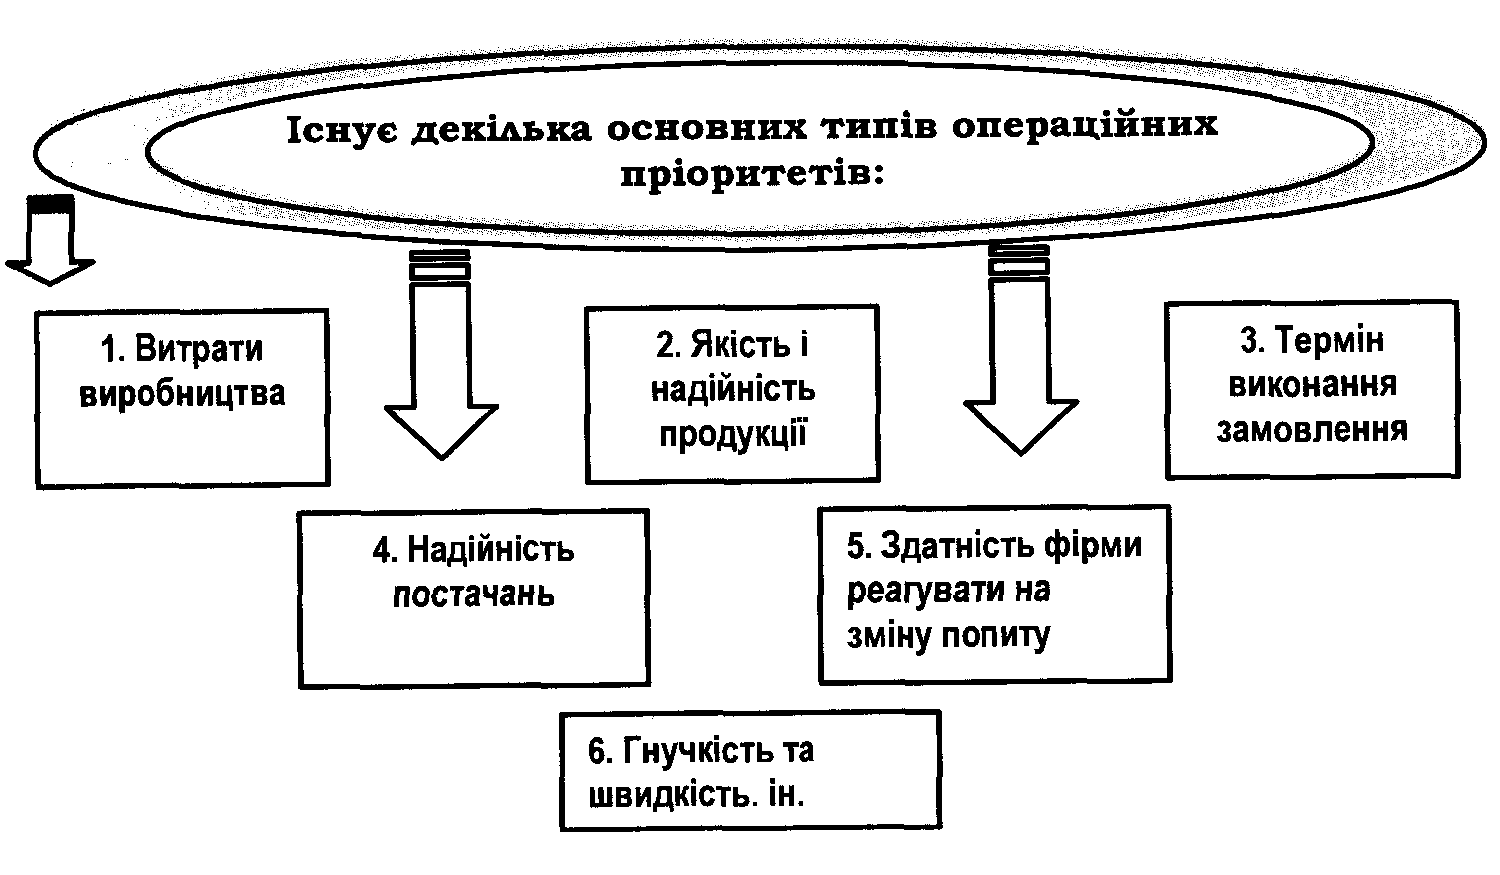 Існує декілька основних типів операційних
пріоритетів:
1. Витрати
виробництва
2. Якість і
надійність
продукції
3. Термін
виконання
замовлення
4. Надійність
постачань
5. Здатність фірми
реагувати на
зміну попиту
6. Гнучкість та
швидкість. ін.